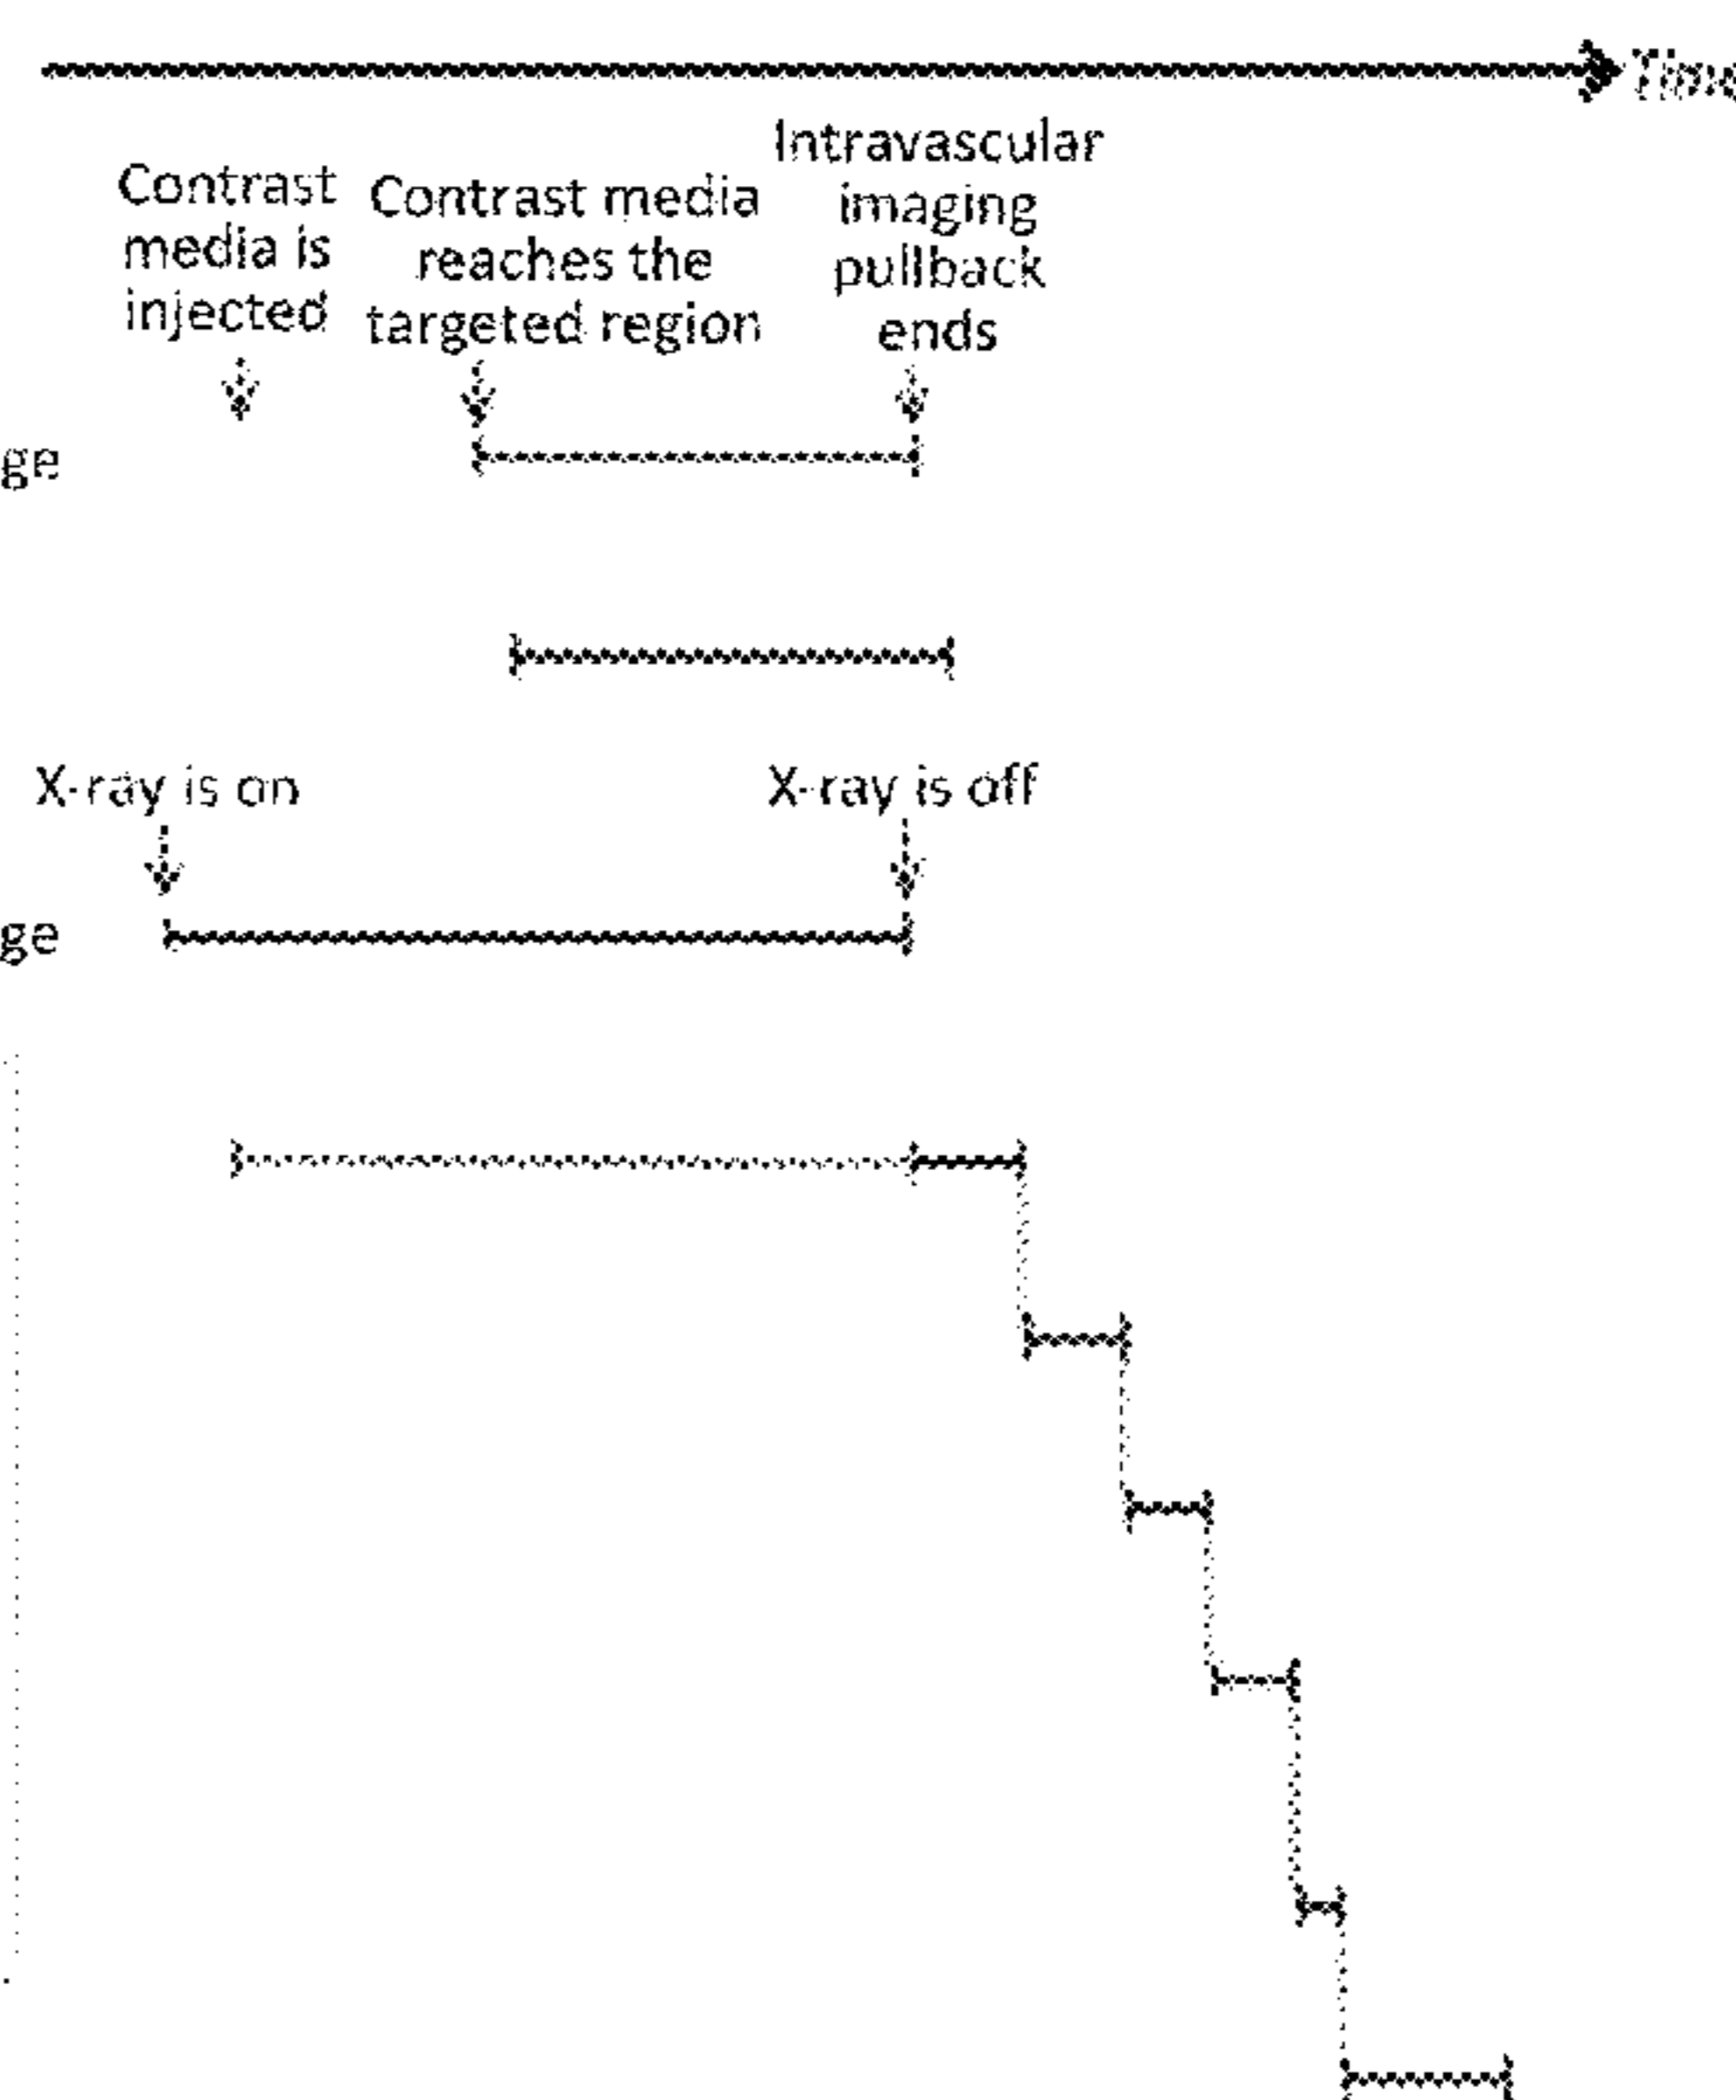 Time
Intravascular
imaging
pullback
ends
Contrast
media is
injected
Contrast media
reaches the
targeted region
ge
X-ray is on
X-ray is off
ge